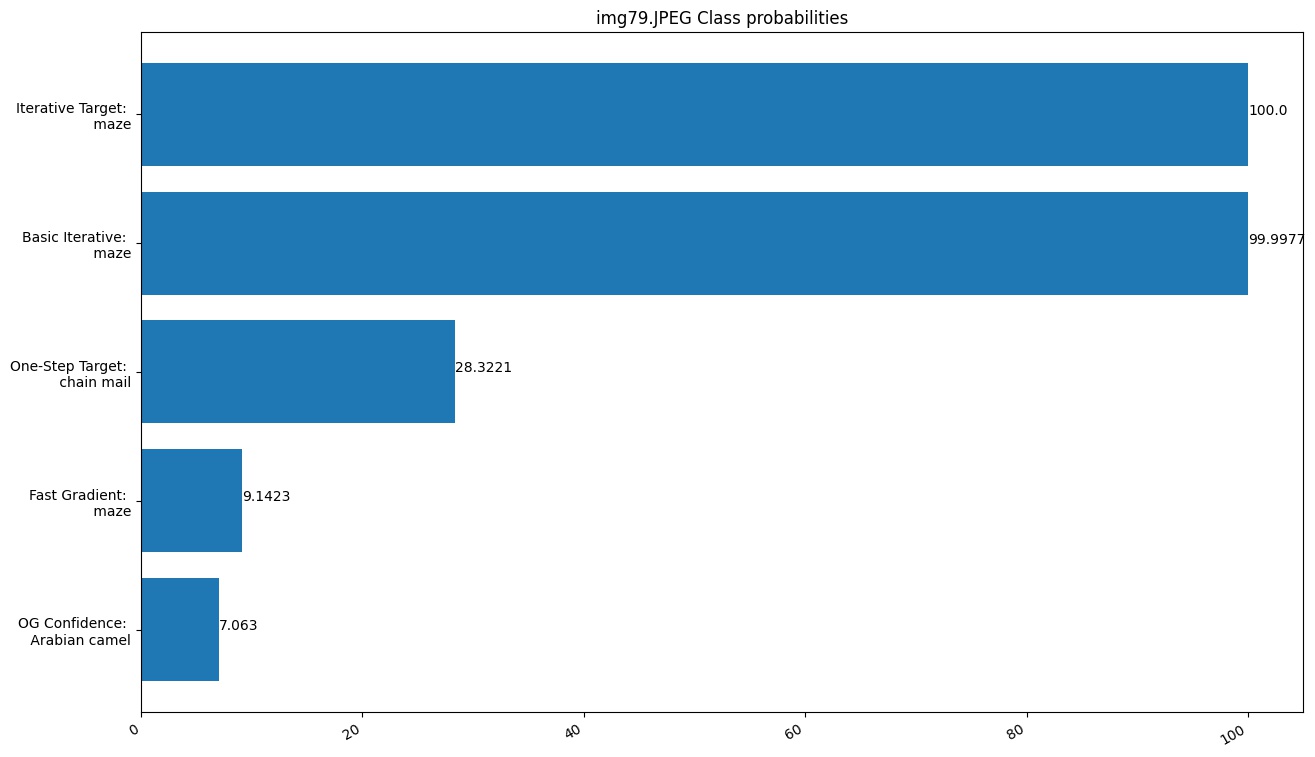 img79.JPEG Class probabilities
Iterative Target:
maze
100.0
Basic Iterative:
maze
99.9977
One-Step Target:
chain mail
28.3221
Fast Gradient:
maze
9.1423
OG Confidence:
Arabian camel
7.063
0
20
40
60
80
100